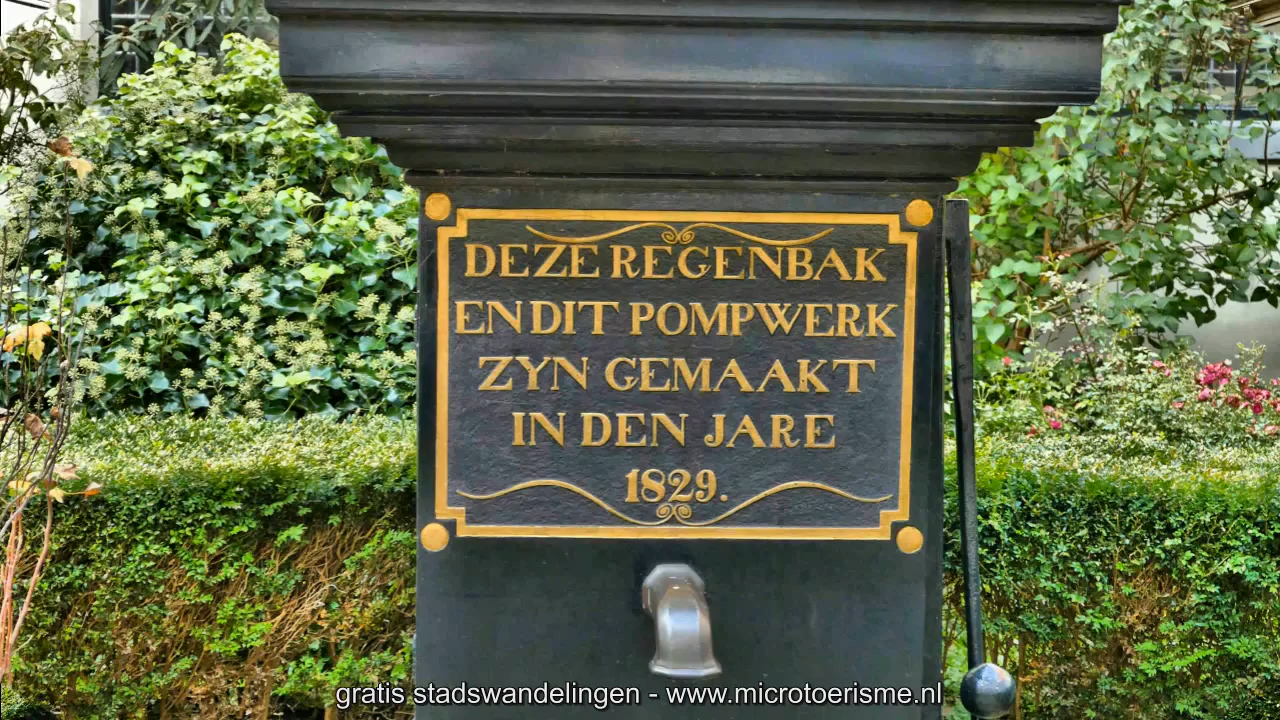 DEZE REGENBAK
EN DIT POMPWERK
ZYN GEMAAKT
IN DEN JARE
1829.
gratis stadswandelingen - www.microtoerisme.nl